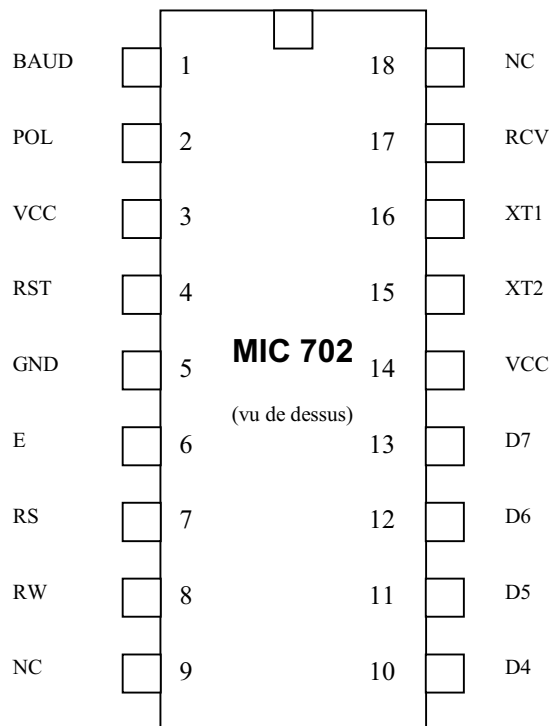 BAUD 1 18 NC
POL 2 17 RCV
VCC 3 16 XT1
RST 4 15 XT2
MIC 702
GND 5 14 VCC
(vu de dessus)
E 6 13 D7
RS 7 12 D6
RW 8 11 D5
NC 9 10 D4